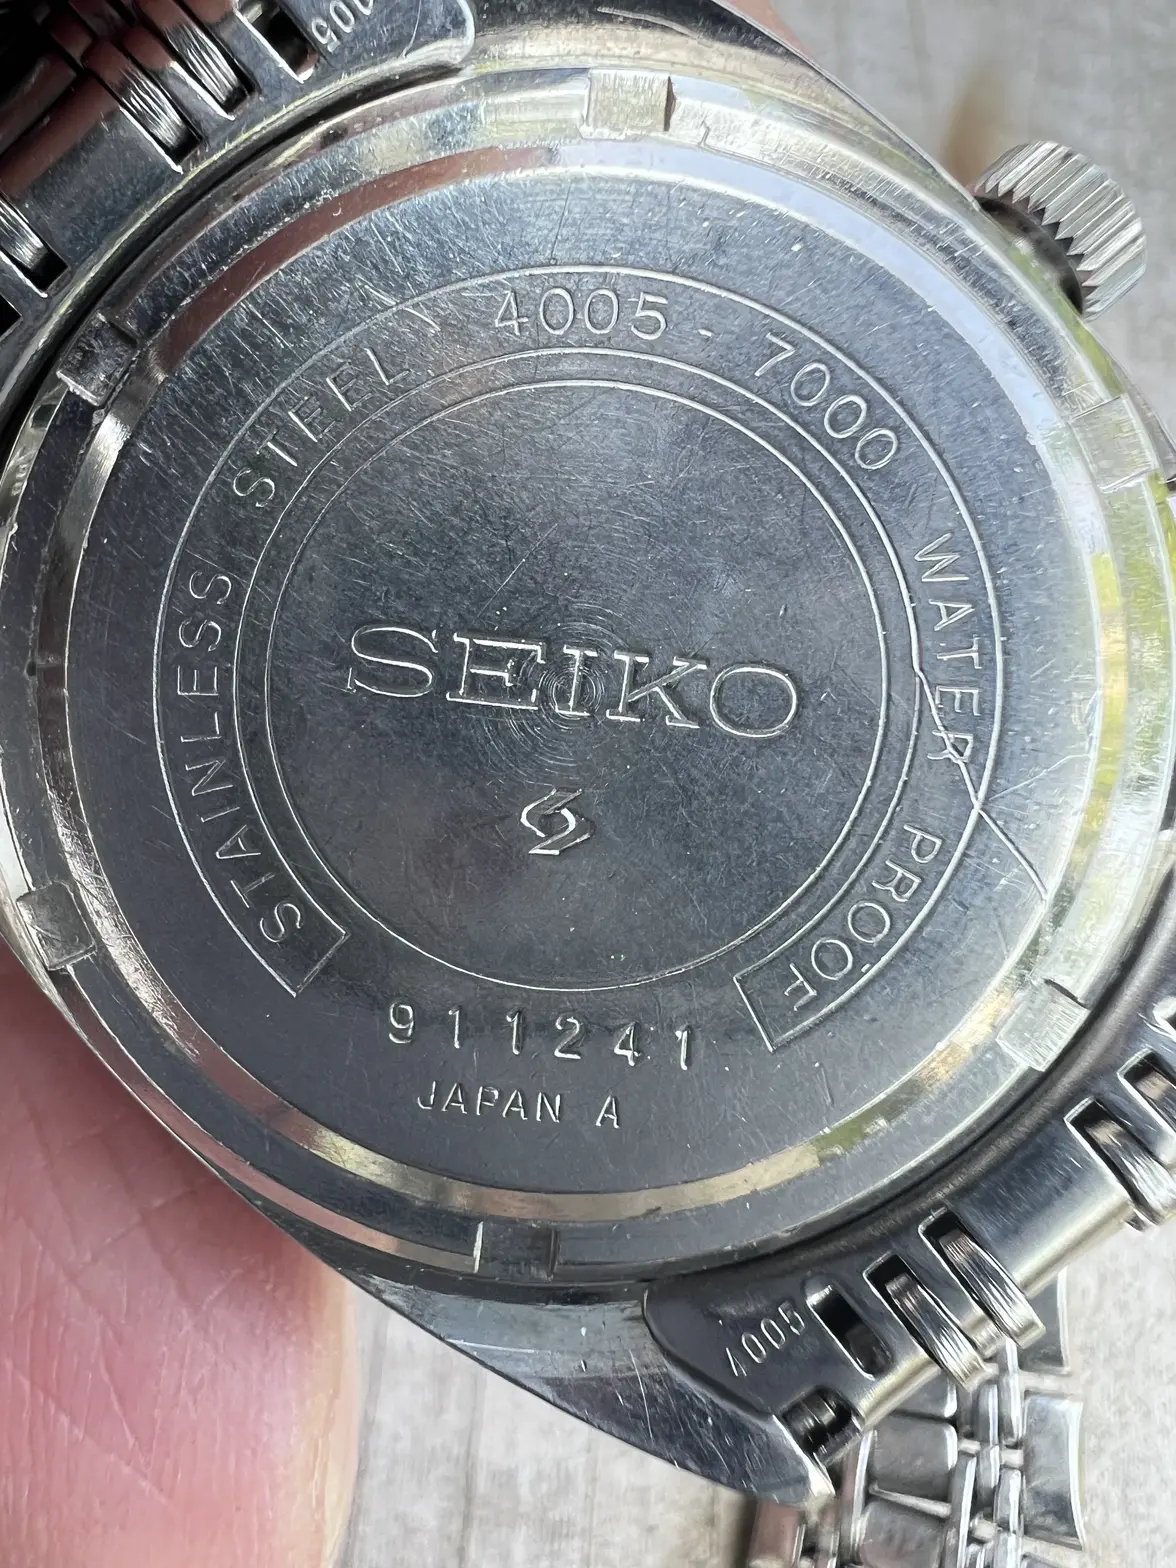 STAINLESS STEEL 4005-7000 WATER PROOF
SEIKO
911241
JAPAN A
4005